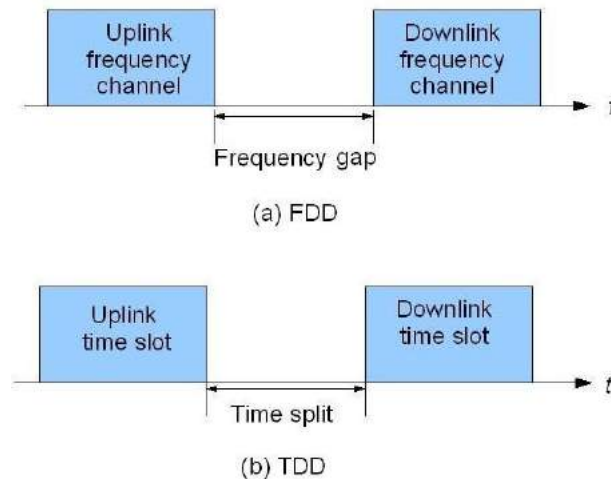 Uplink
frequency
channel
Downlink
frequency
channel
f
Frequency gap
(a) FDD
Uplink
time slot
Downlink
time slot
t
Time split
(b) TDD